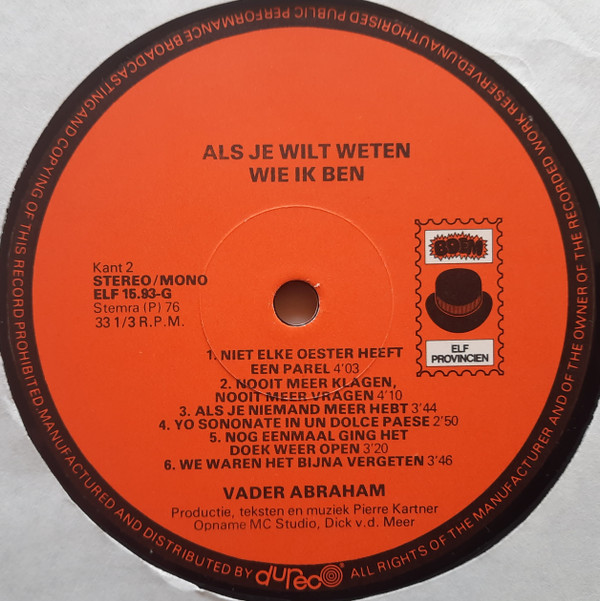 ALS JE WILT WETEN
WIE IK BEN
Kant 2
STEREO/MONO
ELF 15.93-G
Stemra (P) 76
33 1/3 R.P.M.
BOEM
ELF
PROVINCIEN
1. NIET ELKE OESTER HEEFT
EEN PAREL 4'03
2. NOOIT MEER KLAGEN,
NOOIT MEER VRAGEN 4'10
3. ALS JE NIEMAND MEER HEBT 3'44
4. YO SONONATE IN UN DOLCE PAESE 2'50
5. NOG EENMAAL GING HET
DOEK WEER OPEN 3'20
6. WE WAREN HET BIJNA VERGETEN 3'46
VADER ABRAHAM
Productie, teksten en muziek Pierre Kartner
Opname MC Studio, Dick v.d. Meer
MANUFACTURED AND DISTRIBUTED BY dureco ALL RIGHTS OF THE MANUFACTURER AND OF THE OWNER OF THE RECORDED WORK RESERVED. UNAUTHORISED PUBLIC PERFORMANCE BROADCASTING AND COPYING OF THIS RECORD PROHIBITED.